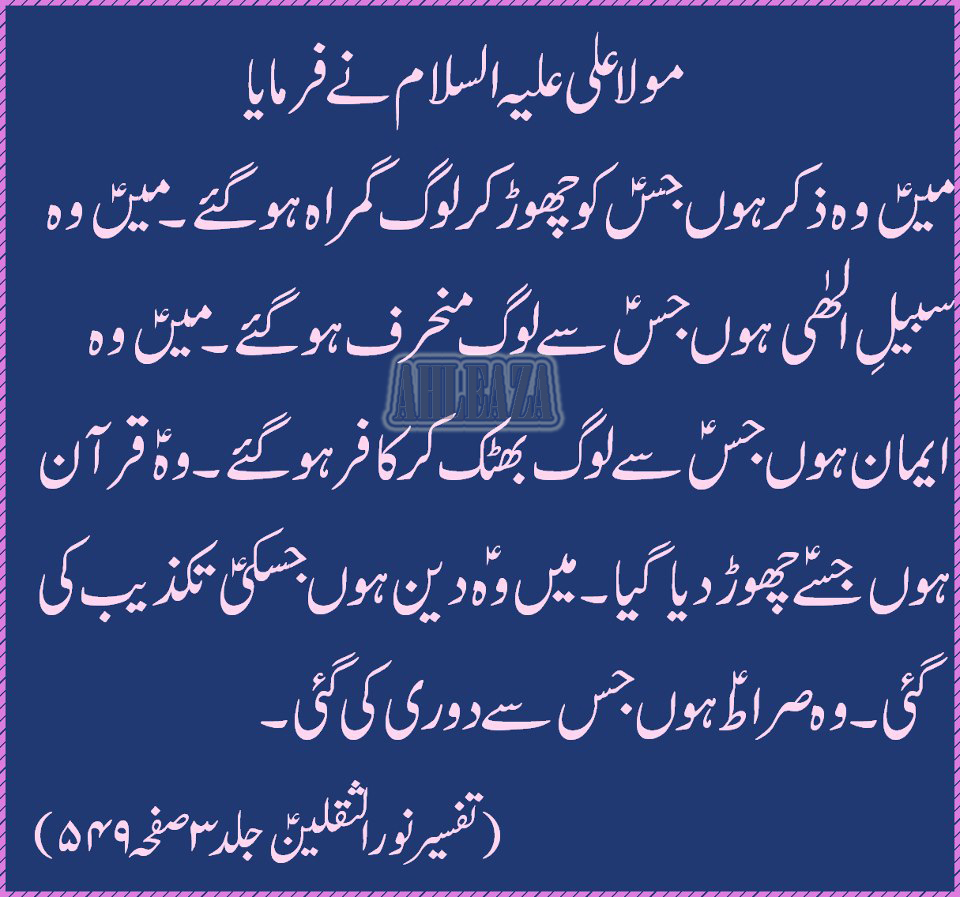 مولا علی علیہ السلام نے فرمایا
میںؑ وہ ذکر ہوں جسؑ کو چھوڑ کر لوگ گمراہ ہو گئے ۔ میںؑ وہ
سبیلِ الٰھی ہوں جسؑ سے لوگ منحرف ہو گئے ۔ میںؑ وہ
AHLEAZA
ایمان ہوں جسؑ سے لوگ بھٹک کر کافر ہو گئے ۔ وہؑ قرآن
ہوں جسےؑ چھوڑ دیا گیا ۔ میں وہؑ دین ہوں جسکیؑ تکذیب کی
گئی ۔ وہ صراطؑ ہوں جس سے دوری کی گئی ۔
(تفسیر نور الثقلینؑ جلد ۳ صفحہ ۵۴۹)